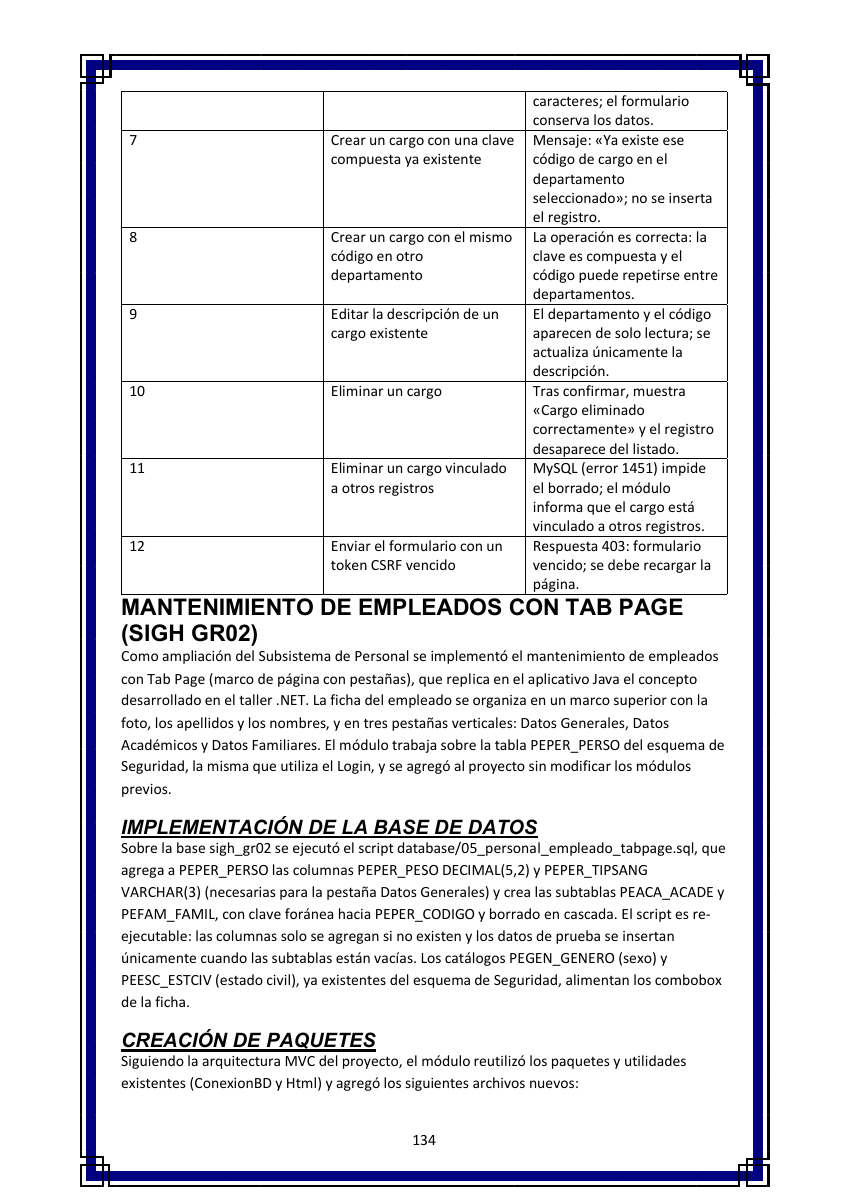 caracteres; el formulario
conserva los datos.
7
Crear un cargo con una clave
compuesta ya existente
Mensaje: «Ya existe ese
código de cargo en el
departamento
seleccionado»; no se inserta
el registro.
8
Crear un cargo con el mismo
código en otro
departamento
La operación es correcta: la
clave es compuesta y el
código puede repetirse entre
departamentos.
9
Editar la descripción de un
cargo existente
El departamento y el código
aparecen de solo lectura; se
actualiza únicamente la
descripción.
10
Eliminar un cargo
Tras confirmar, muestra
«Cargo eliminado
correctamente» y el registro
desaparece del listado.
11
Eliminar un cargo vinculado
a otros registros
MySQL (error 1451) impide
el borrado; el módulo
informa que el cargo está
vinculado a otros registros.
12
Enviar el formulario con un
token CSRF vencido
Respuesta 403: formulario
vencido; se debe recargar la
página.
MANTENIMIENTO DE EMPLEADOS CON TAB PAGE
(SIGH GR02)
Como ampliación del Subsistema de Personal se implementó el mantenimiento de empleados
con Tab Page (marco de página con pestañas), que replica en el aplicativo Java el concepto
desarrollado en el taller .NET. La ficha del empleado se organiza en un marco superior con la
foto, los apellidos y los nombres, y en tres pestañas verticales: Datos Generales, Datos
Académicos y Datos Familiares. El módulo trabaja sobre la tabla PEPER_PERSO del esquema de
Seguridad, la misma que utiliza el Login, y se agregó al proyecto sin modificar los módulos
previos.
IMPLEMENTACIÓN DE LA BASE DE DATOS
Sobre la base sigh_gr02 se ejecutó el script database/05_personal_empleado_tabpage.sql, que
agrega a PEPER_PERSO las columnas PEPER_PESO DECIMAL(5,2) y PEPER_TIPSANG
VARCHAR(3) (necesarias para la pestaña Datos Generales) y crea las subtablas PEACA_ACADE y
PEFAM_FAMIL, con clave foránea hacia PEPER_CODIGO y borrado en cascada. El script es re-
ejecutable: las columnas solo se agregan si no existen y los datos de prueba se insertan
únicamente cuando las subtablas están vacías. Los catálogos PEGEN_GENERO (sexo) y
PEESC_ESTCIV (estado civil), ya existentes del esquema de Seguridad, alimentan los combobox
de la ficha.
CREACIÓN DE PAQUETES
Siguiendo la arquitectura MVC del proyecto, el módulo reutilizó los paquetes y utilidades
existentes (ConexionBD y Html) y agregó los siguientes archivos nuevos:
134